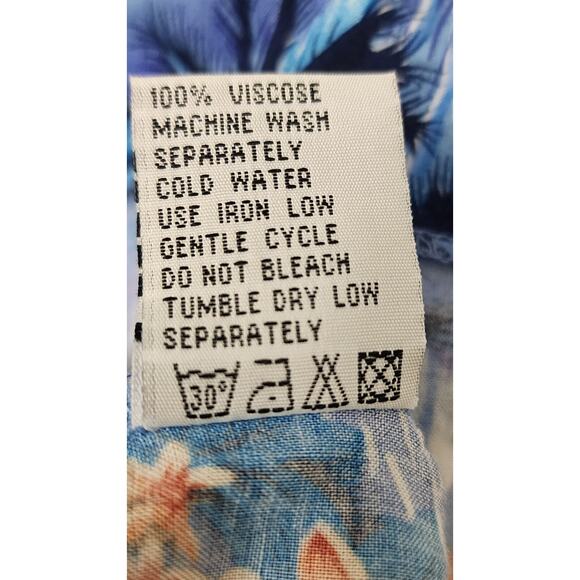 100% VISCOSE
MACHINE WASH
SEPARATELY
COLD WATER
USE IRON LOW
GENTLE CYCLE
DO NOT BLEACH
TUMBLE DRY LOW
SEPARATELY
30°